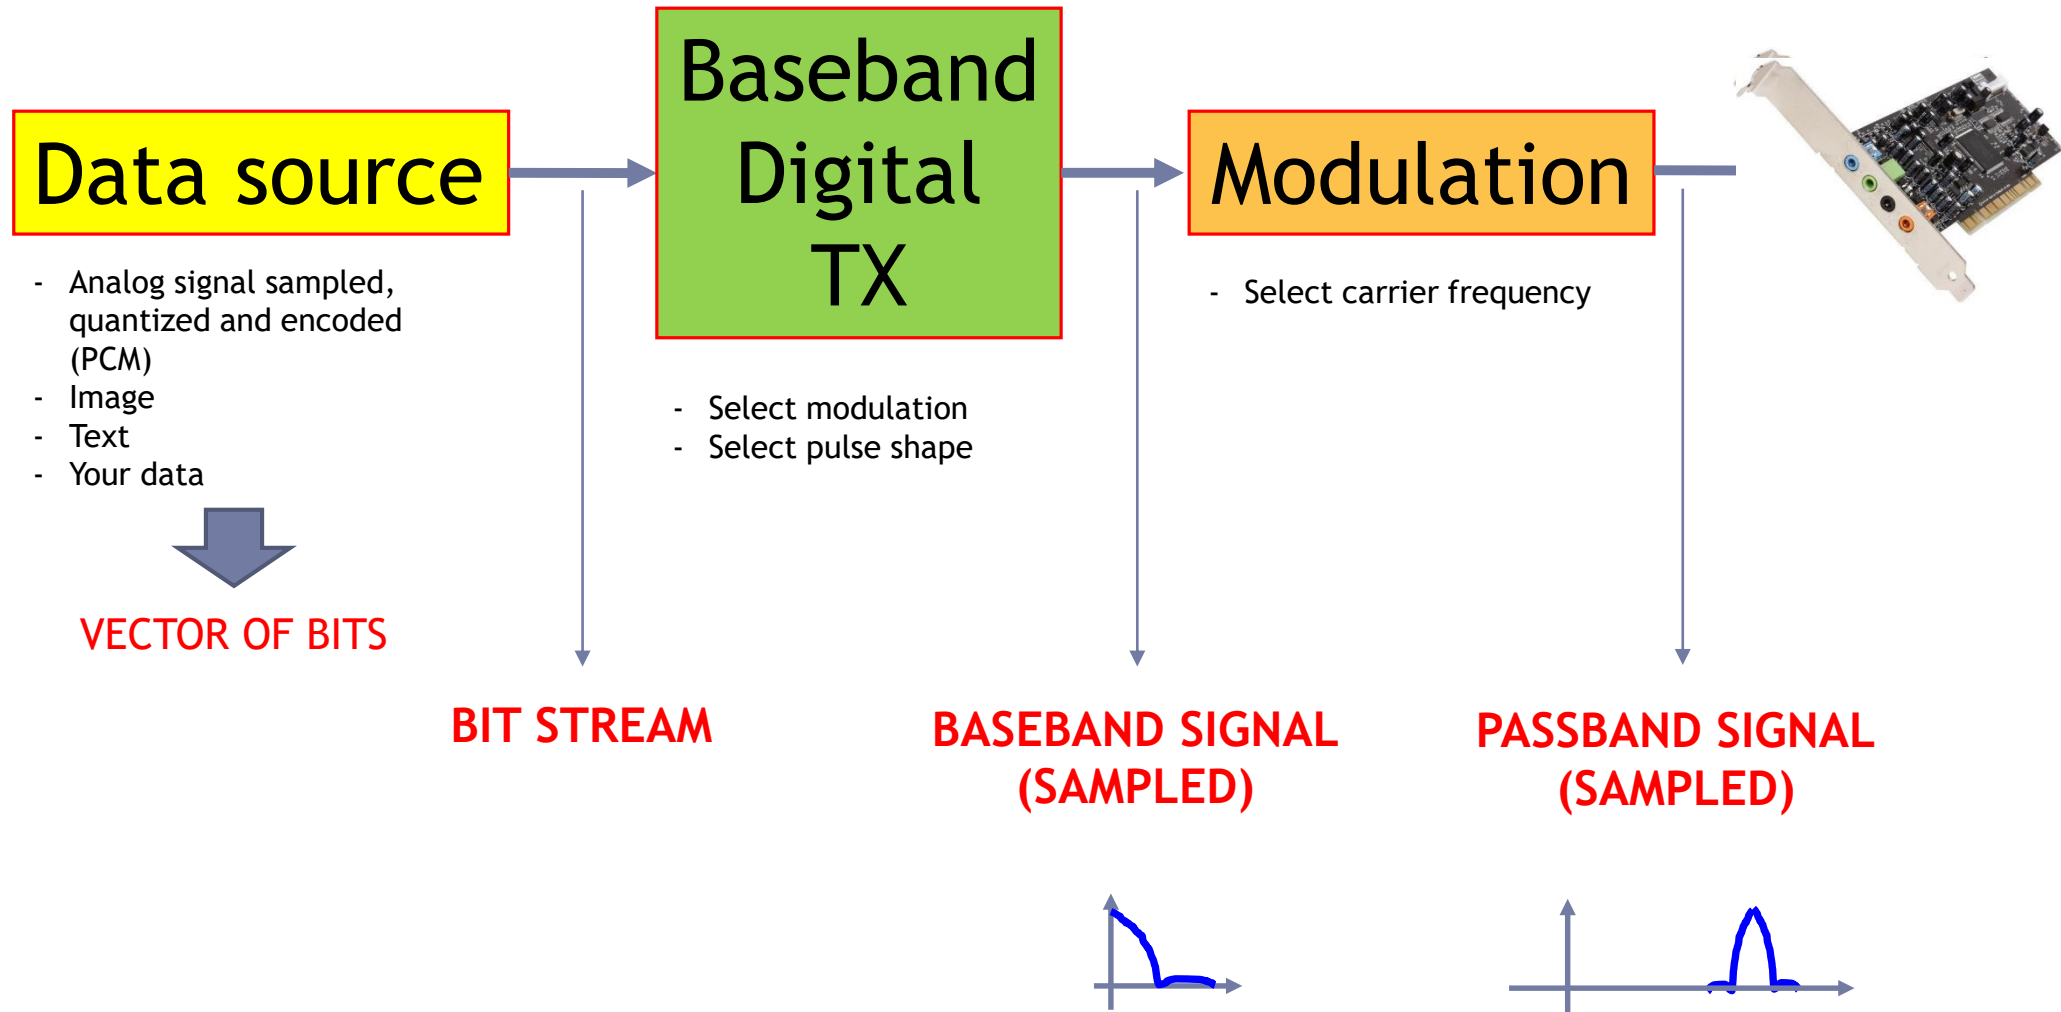 Data source
- Analog signal sampled,
quantized and encoded
(PCM)
- Image
- Text
- Your data
VECTOR OF BITS
BIT STREAM
Baseband
Digital
TX
- Select modulation
- Select pulse shape
BASEBAND SIGNAL
(SAMPLED)
Modulation
- Select carrier frequency
PASSBAND SIGNAL
(SAMPLED)